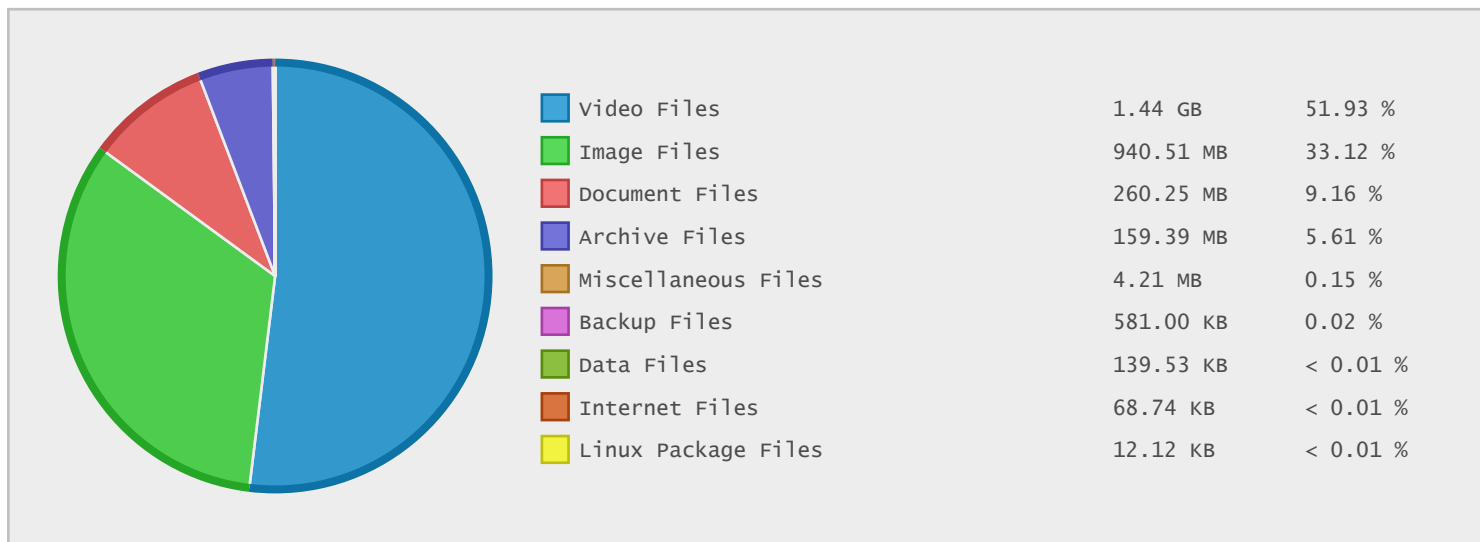 Video Files 1.44 GB 51.93 %
Image Files 940.51 MB 33.12 %
Document Files 260.25 MB 9.16 %
Archive Files 159.39 MB 5.61 %
Miscellaneous Files 4.21 MB 0.15 %
Backup Files 581.00 KB 0.02 %
Data Files 139.53 KB < 0.01 %
Internet Files 68.74 KB < 0.01 %
Linux Package Files 12.12 KB < 0.01 %